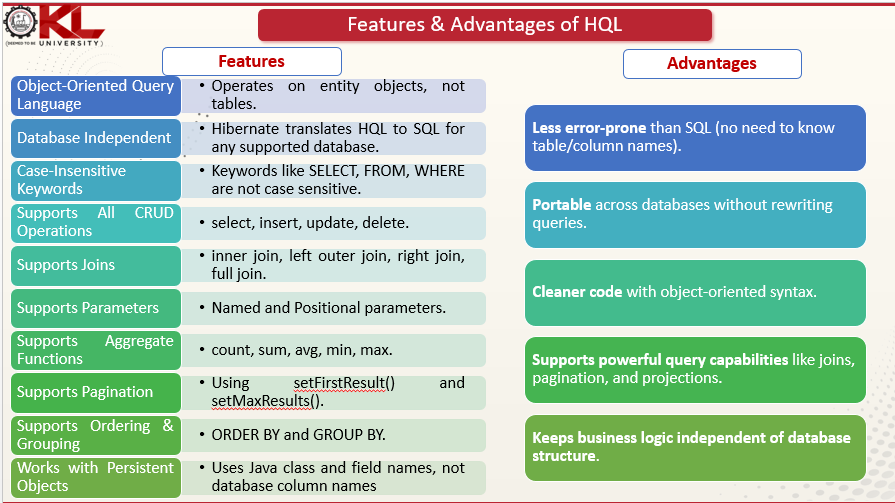 KL
(DEEMED TO BE UNIVERSITY)
Features & Advantages of HQL
Features
Object-Oriented Query
Language
• Operates on entity objects, not
tables.
Database Independent
• Hibernate translates HQL to SQL for
any supported database.
Case-Insensitive
Keywords
• Keywords like SELECT, FROM, WHERE
are not case sensitive.
Supports All CRUD
Operations
• select, insert, update, delete.
Supports Joins
• inner join, left outer join, right join,
full join.
Supports Parameters
• Named and Positional parameters.
Supports Aggregate
Functions
• count, sum, avg, min, max.
Supports Pagination
• Using setFirstResult() and
setMaxResults().
Supports Ordering &
Grouping
• ORDER BY and GROUP BY.
Works with Persistent
Objects
• Uses Java class and field names, not
database column names
Advantages
Less error-prone than SQL (no need to know
table/column names).
Portable across databases without rewriting
queries.
Cleaner code with object-oriented syntax.
Supports powerful query capabilities like joins,
pagination, and projections.
Keeps business logic independent of database
structure.